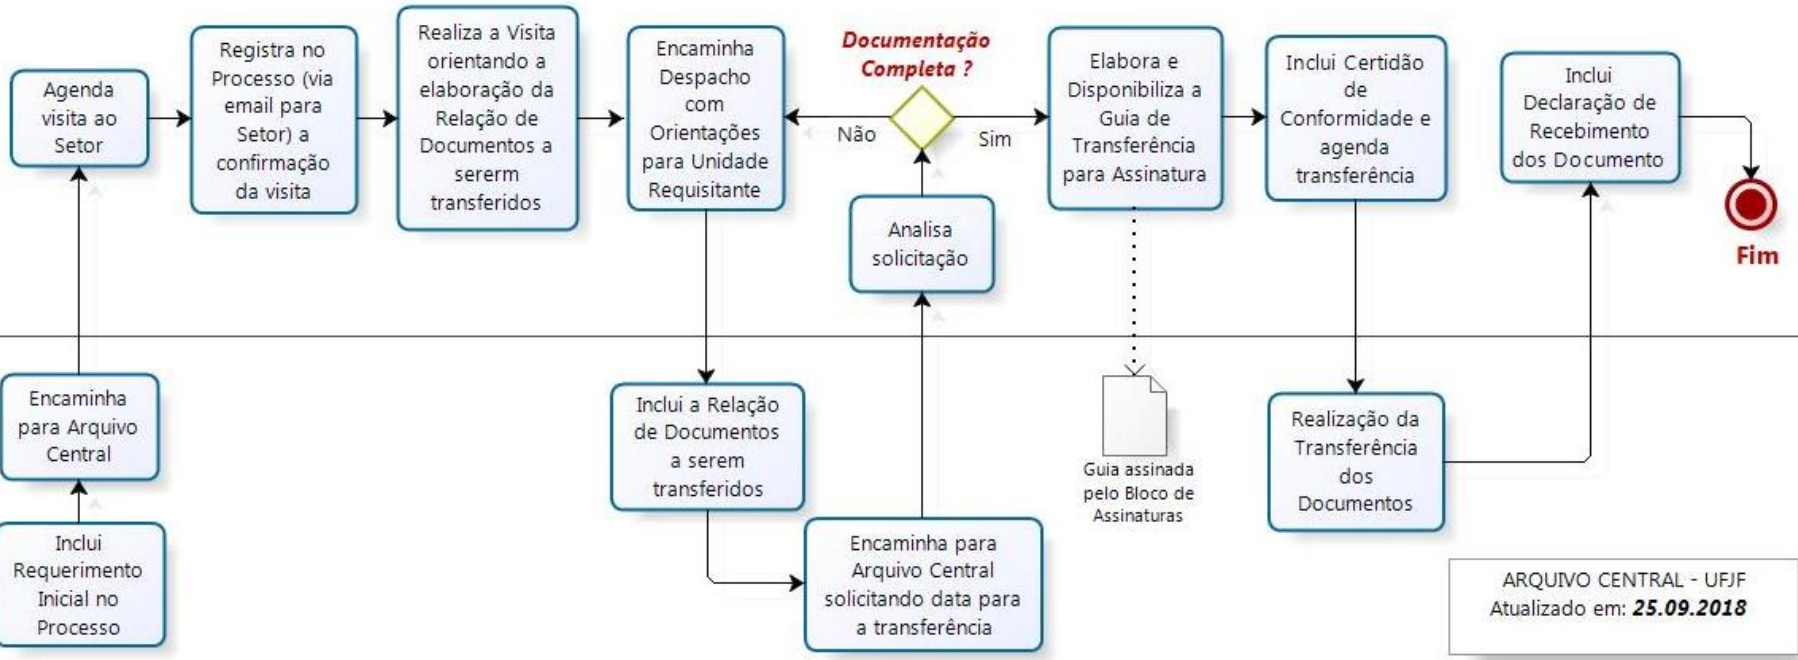 Agenda
visita ao
Setor
Registra no
Processo (via
email para
Setor) a
confirmação
da visita
Realiza a Visita
orientando a
elaboração da
Relação de
Documentos a
sererm
transferidos
Encaminha
Despacho
com
Orientações
para Unidade
Requisitante
Documentação
Completa ?
Não
Sim
Analisa
solicitação
Elabora e
Disponibiliza a
Guia de
Transferência
para Assinatura
Inclui Certidão
de
Conformidade e
agenda
transferência
Inclui
Declaração de
Recebimento
dos Documento
Fim
Encaminha
para Arquivo
Central
Inclui
Requerimento
Inicial no
Processo
Inclui a Relação
de Documentos
a serem
transferidos
Encaminha para
Arquivo Central
solicitando data para
a transferência
Guia assinada
pelo Bloco de
Assinaturas
Realização da
Transferência
dos
Documentos
ARQUIVO CENTRAL - UFJF
Atualizado em: 25.09.2018